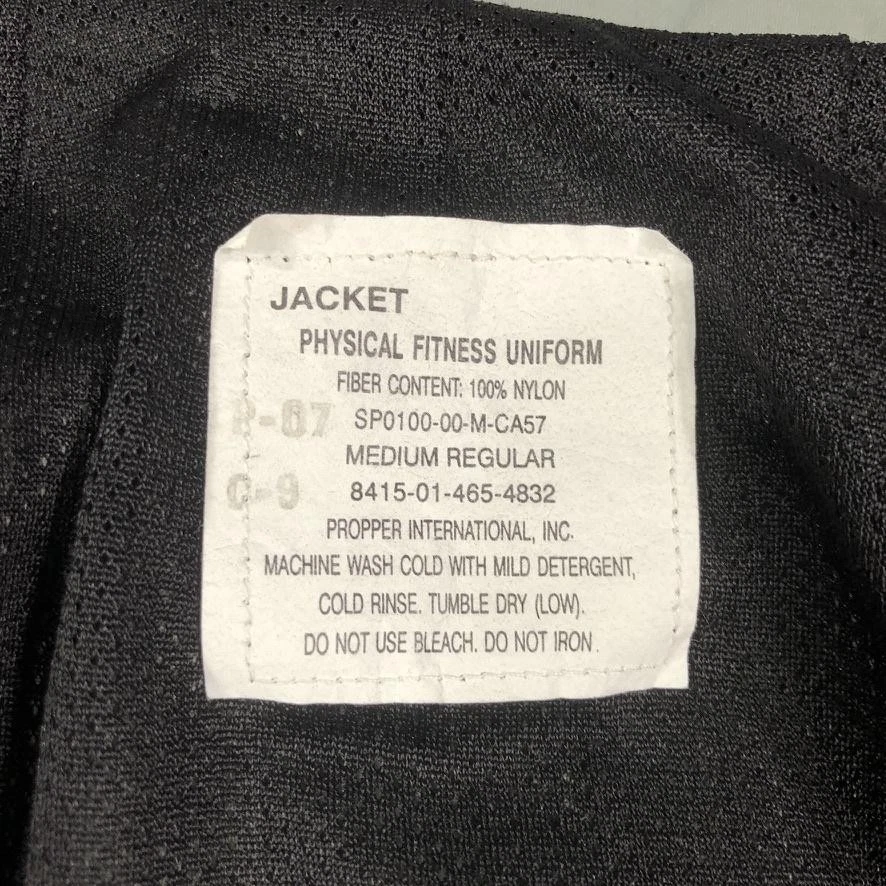 JACKET
PHYSICAL FITNESS UNIFORM
FIBER CONTENT: 100% NYLON
SP0100-00-M-CA57
MEDIUM REGULAR
8415-01-465-4832
PROPPER INTERNATIONAL, INC.
MACHINE WASH COLD WITH MILD DETERGENT,
COLD RINSE. TUMBLE DRY (LOW).
DO NOT USE BLEACH. DO NOT IRON.